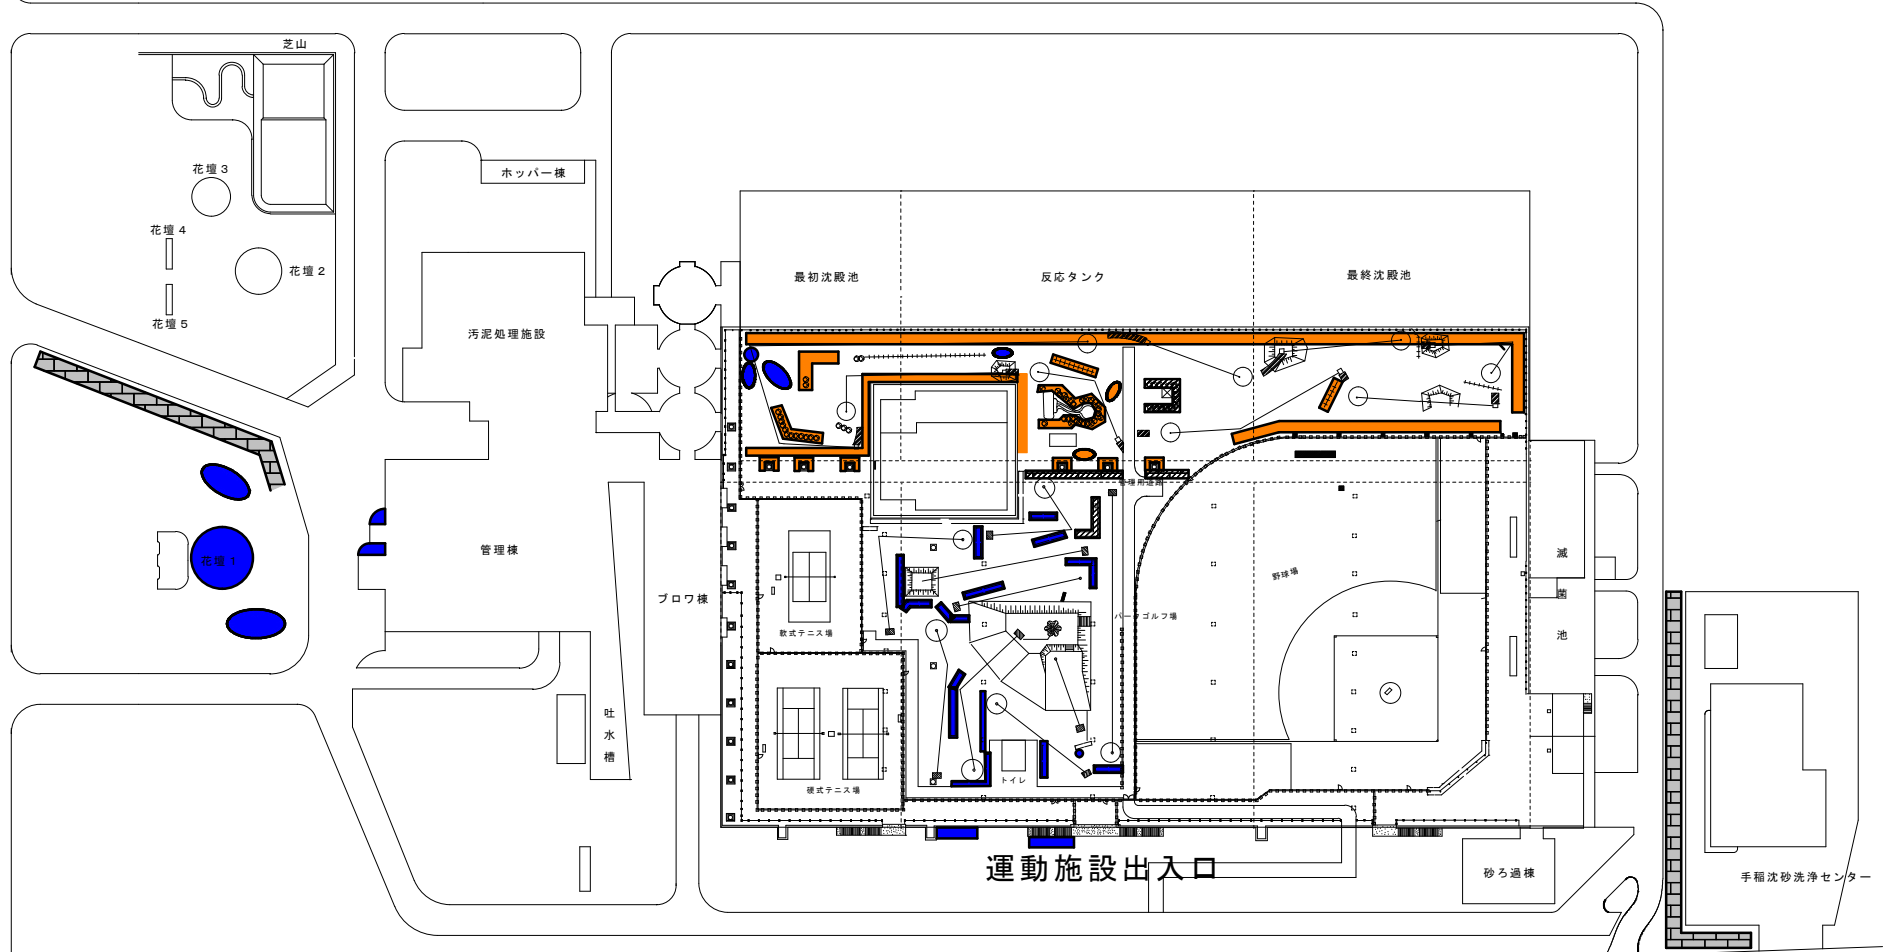 芝山
花壇３
ホッパー棟
花壇４
花壇２
最初沈殿池
反応タンク
最終沈殿池
花壇５
汚泥処理施設
管理用道路
管理棟
花壇１
ブロワ棟
軟式テニス場
パークゴルフ場
野球場
滅菌池
吐水槽
硬式テニス場
トイレ
運動施設出入口
砂ろ過棟
手稲沈砂洗浄センター